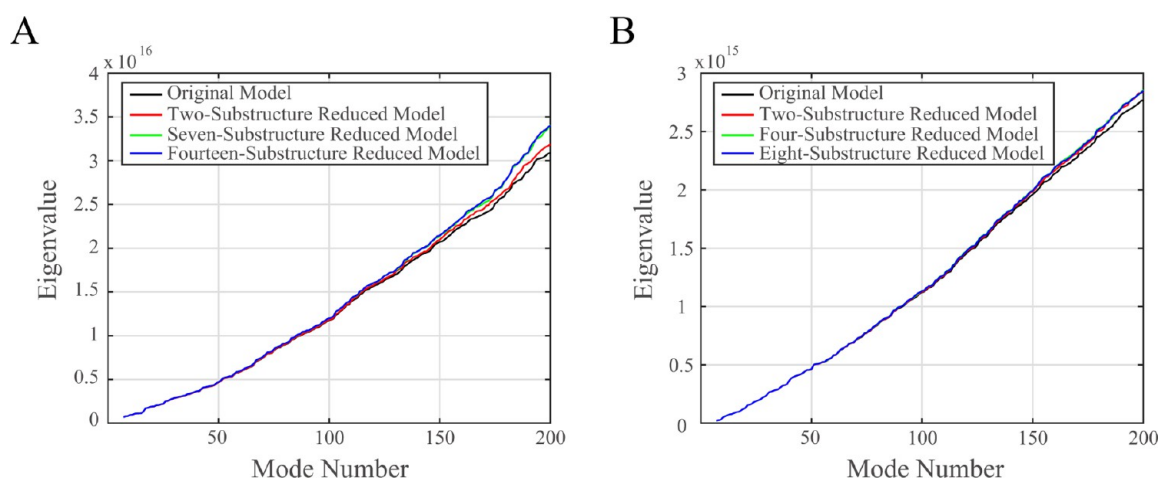 A
x 10^16
4
3.5
3
2.5
2
1.5
1
0.5
0
50
100
150
200
Eigenvalue
Mode Number
Original Model
Two-Substructure Reduced Model
Seven-Substructure Reduced Model
Fourteen-Substructure Reduced Model
B
x 10^15
3
2.5
2
1.5
1
0.5
0
50
100
150
200
Eigenvalue
Mode Number
Original Model
Two-Substructure Reduced Model
Four-Substructure Reduced Model
Eight-Substructure Reduced Model